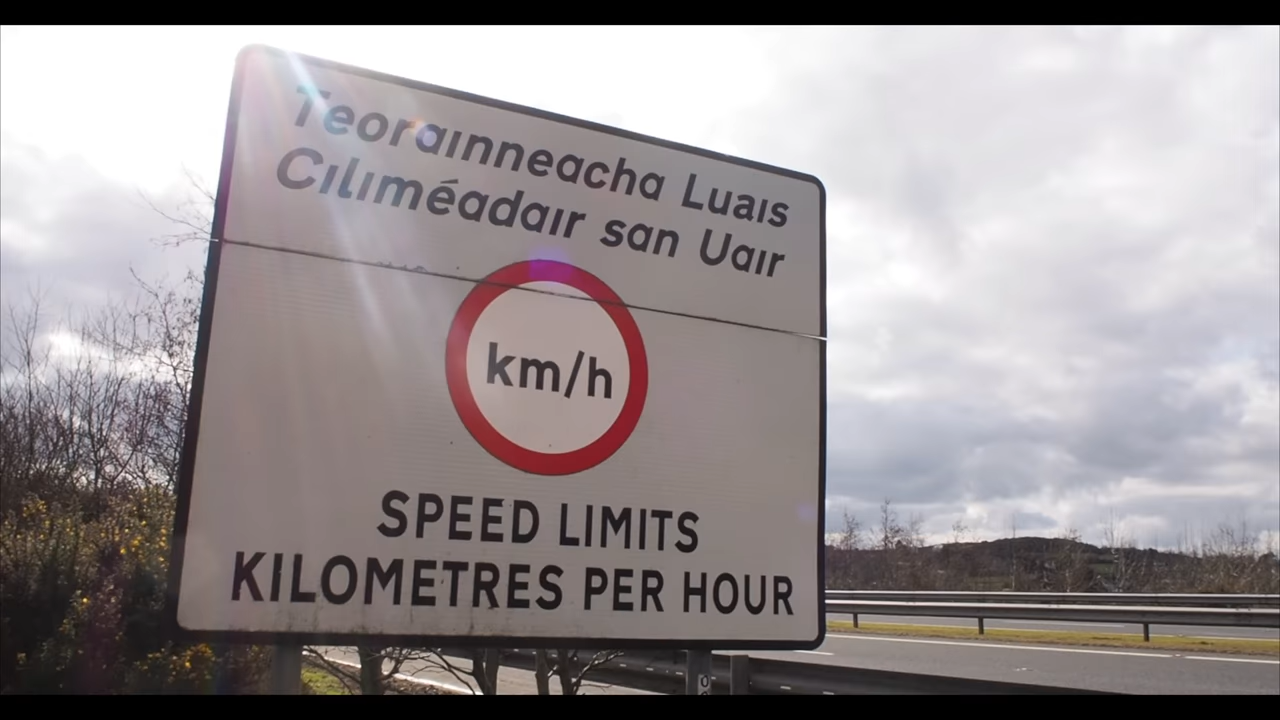 Teorainneacha Luais
Ciliméadair san Uair
km/h
SPEED LIMITS
KILOMETRES PER HOUR